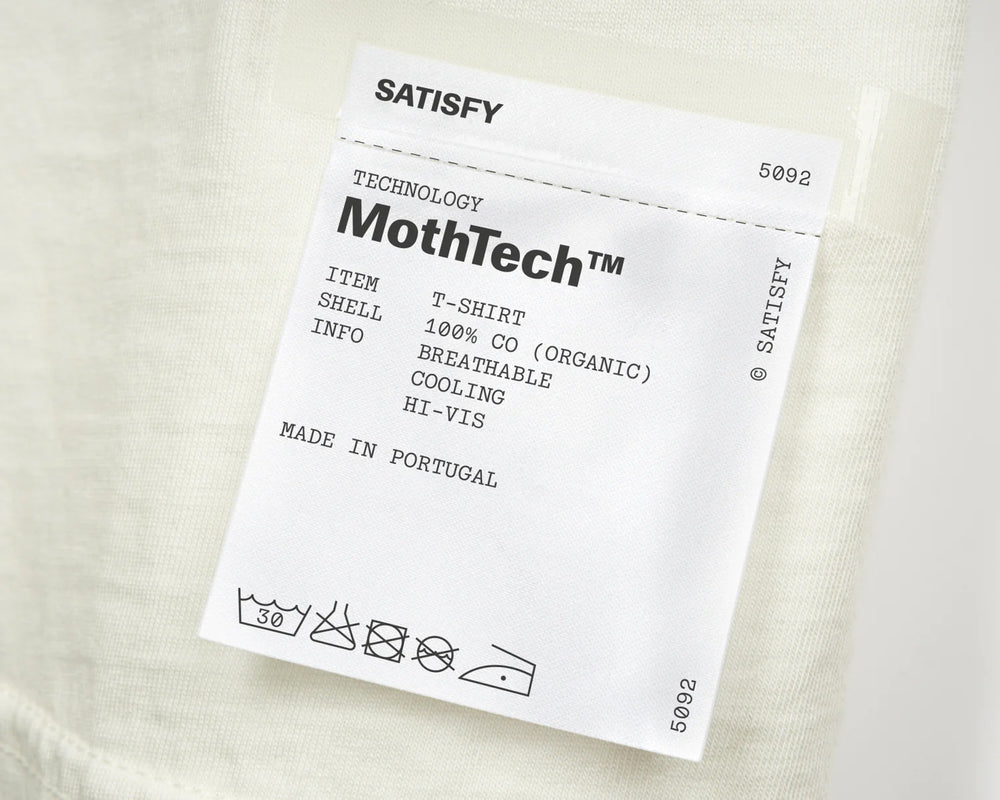 SATISFY
5092
TECHNOLOGY
MothTech™
ITEM T-SHIRT
SHELL 100% CO (ORGANIC)
INFO BREATHABLE
COOLING
HI-VIS
MADE IN PORTUGAL
© SATISFY
30
5092